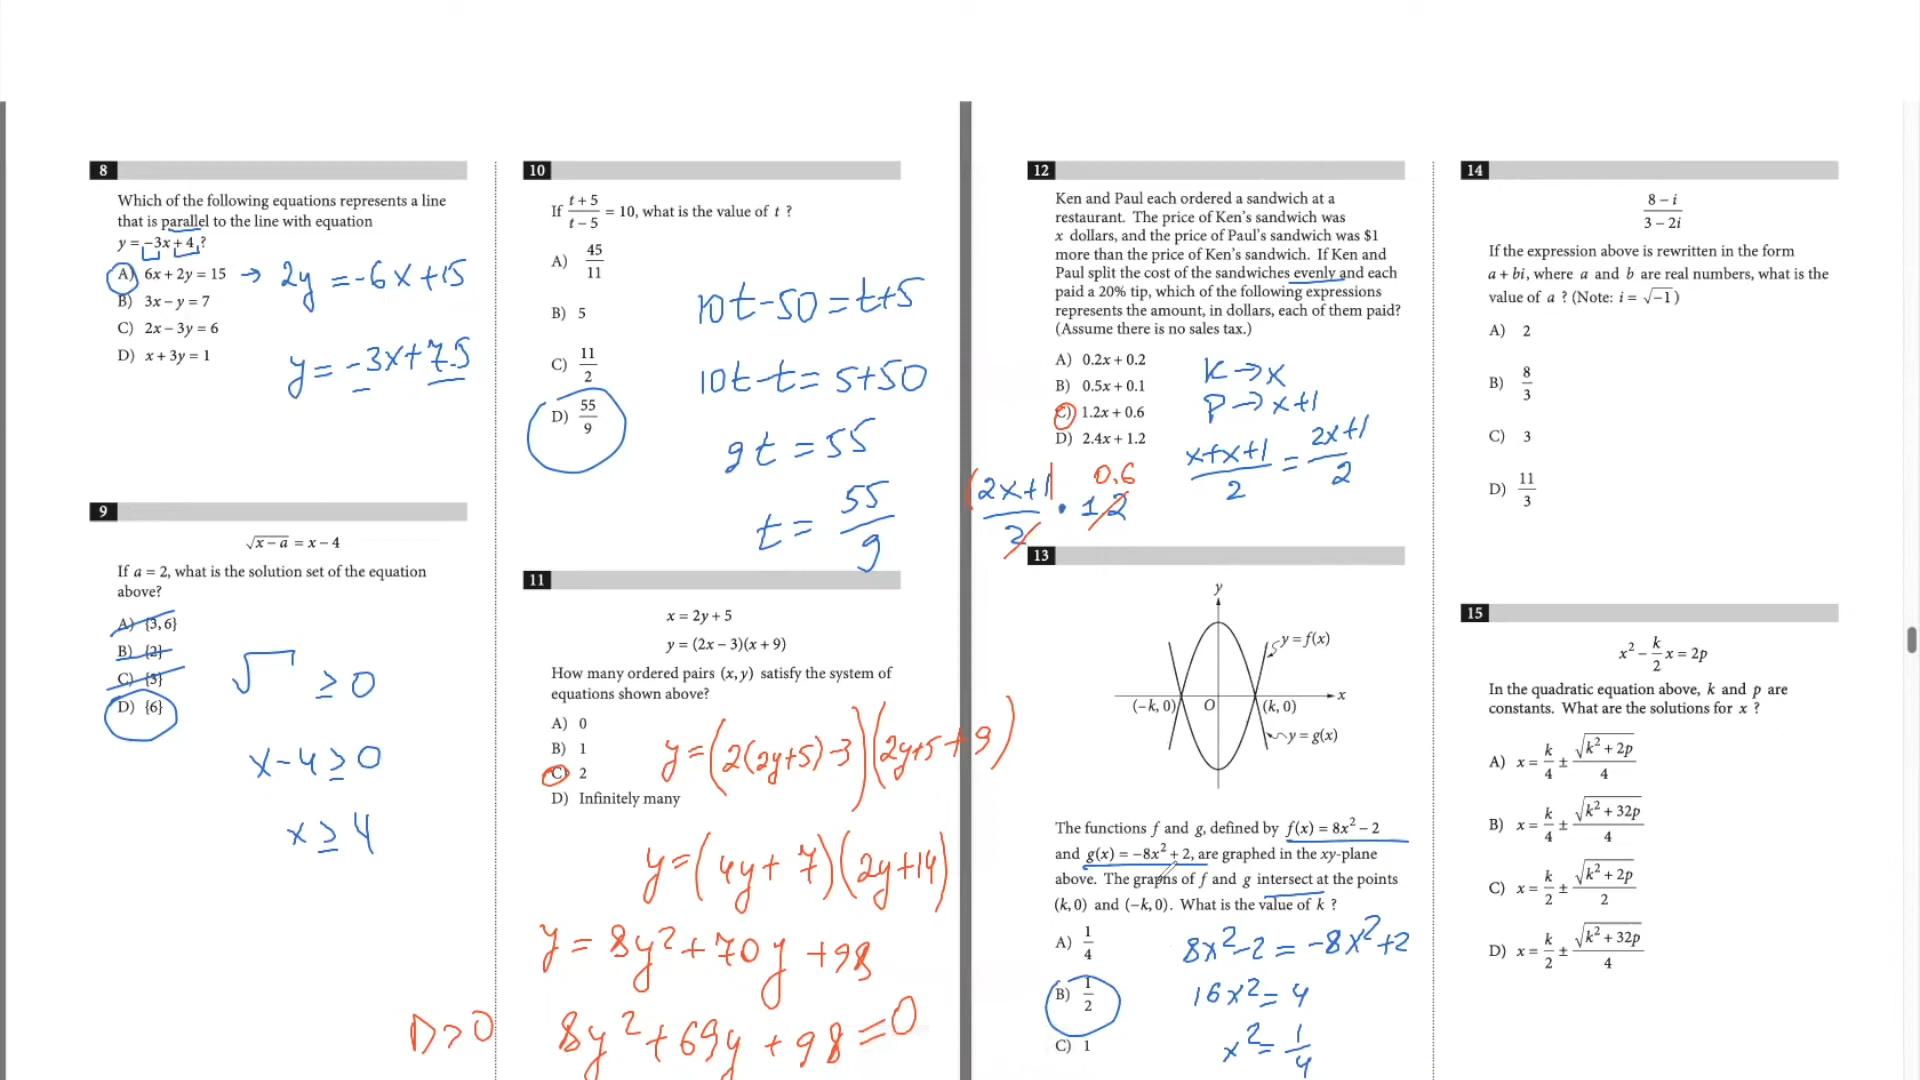 8
Which of the following equations represents a line
that is parallel to the line with equation
y = −3x + 4 ?
A) 6x + 2y = 15 → 2y = -6x +15
B) 3x − y = 7
C) 2x − 3y = 6
D) x + 3y = 1
y = -3x+7.5
9
√x − a = x − 4
If a = 2, what is the solution set of the equation
above?
A) {3, 6}
B) {2}
C) {3}
D) {6}
√ ≥ 0
x-4 ≥ 0
x ≥ 4
10
If t + 5 / t − 5 = 10, what is the value of t ?
A) 45/11
B) 5
C) 11/2
D) 55/9
10t-50 = t+5
10t-t = 5+50
9t = 55
t = 55/9
11
x = 2y + 5
y = (2x − 3)(x + 9)
How many ordered pairs (x, y) satisfy the system of
equations shown above?
A) 0
B) 1
C) 2
D) Infinitely many
y=(2(2y+5)-3)(2y+5+9)
y=(4y+7)(2y+14)
y = 8y²+70y+98
D>0 8y²+69y+98=0
12
Ken and Paul each ordered a sandwich at a
restaurant. The price of Ken's sandwich was
x dollars, and the price of Paul's sandwich was $1
more than the price of Ken's sandwich. If Ken and
Paul split the cost of the sandwiches evenly and each
paid a 20% tip, which of the following expressions
represents the amount, in dollars, each of them paid?
(Assume there is no sales tax.)
A) 0.2x + 0.2
B) 0.5x + 0.1
C) 1.2x + 0.6
D) 2.4x + 1.2
K → x
P → x+1
x+x+1/2 = 2x+1/2
(2x+1)/2 · 1.2 0.6
13
y
y = f(x)
(−k, 0) O (k, 0) x
y = g(x)
The functions f and g, defined by f(x) = 8x² − 2
and g(x) = −8x² + 2, are graphed in the xy-plane
above. The graphs of f and g intersect at the points
(k, 0) and (−k, 0). What is the value of k ?
A) 1/4
B) 1/2
C) 1
8x²-2 = -8x²+2
16x² = 4
x² = 1/4
14
8 − i / 3 − 2i
If the expression above is rewritten in the form
a + bi, where a and b are real numbers, what is the
value of a ? (Note: i = √−1)
A) 2
B) 8/3
C) 3
D) 11/3
15
x² − k/2 x = 2p
In the quadratic equation above, k and p are
constants. What are the solutions for x ?
A) x = k/4 ± √k² + 2p / 4
B) x = k/4 ± √k² + 32p / 4
C) x = k/2 ± √k² + 2p / 2
D) x = k/2 ± √k² + 32p / 4